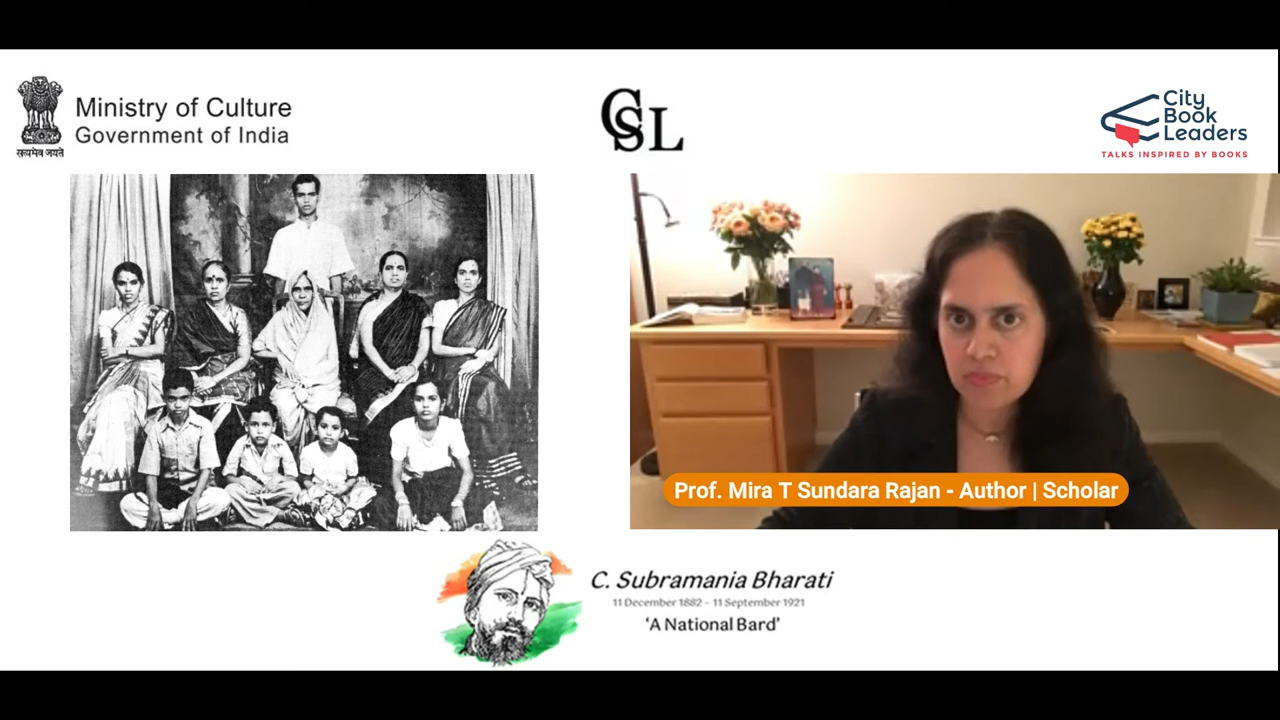 Ministry of Culture
Government of India
सत्यमेव जयते
CSL
City
Book
Leaders
TALKS INSPIRED BY BOOKS
Prof. Mira T Sundara Rajan - Author | Scholar
C. Subramania Bharati
11 December 1882 - 11 September 1921
'A National Bard'